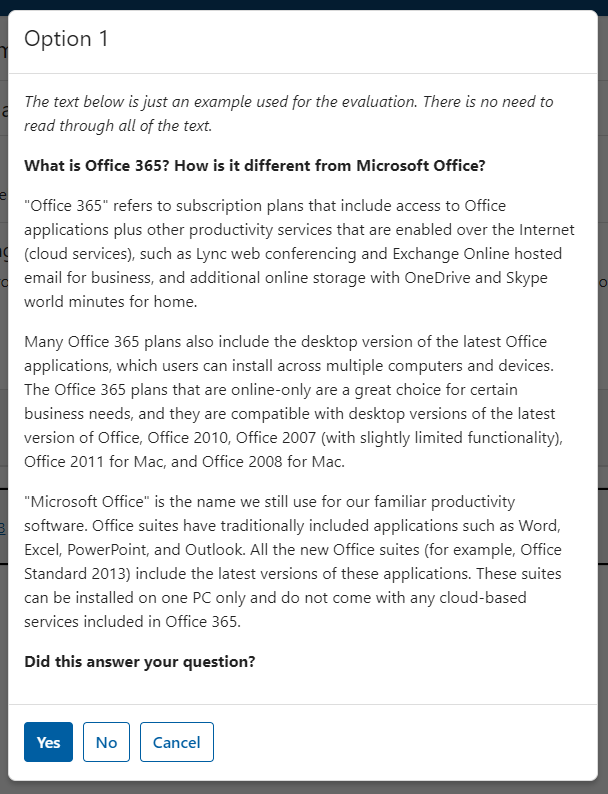 Option 1
The text below is just an example used for the evaluation. There is no need to
read through all of the text.
What is Office 365? How is it different from Microsoft Office?
"Office 365" refers to subscription plans that include access to Office
applications plus other productivity services that are enabled over the Internet
(cloud services), such as Lync web conferencing and Exchange Online hosted
email for business, and additional online storage with OneDrive and Skype
world minutes for home.
Many Office 365 plans also include the desktop version of the latest Office
applications, which users can install across multiple computers and devices.
The Office 365 plans that are online-only are a great choice for certain
business needs, and they are compatible with desktop versions of the latest
version of Office, Office 2010, Office 2007 (with slightly limited functionality),
Office 2011 for Mac, and Office 2008 for Mac.
"Microsoft Office" is the name we still use for our familiar productivity
software. Office suites have traditionally included applications such as Word,
Excel, PowerPoint, and Outlook. All the new Office suites (for example, Office
Standard 2013) include the latest versions of these applications. These suites
can be installed on one PC only and do not come with any cloud-based
services included in Office 365.
Did this answer your question?
Yes No Cancel